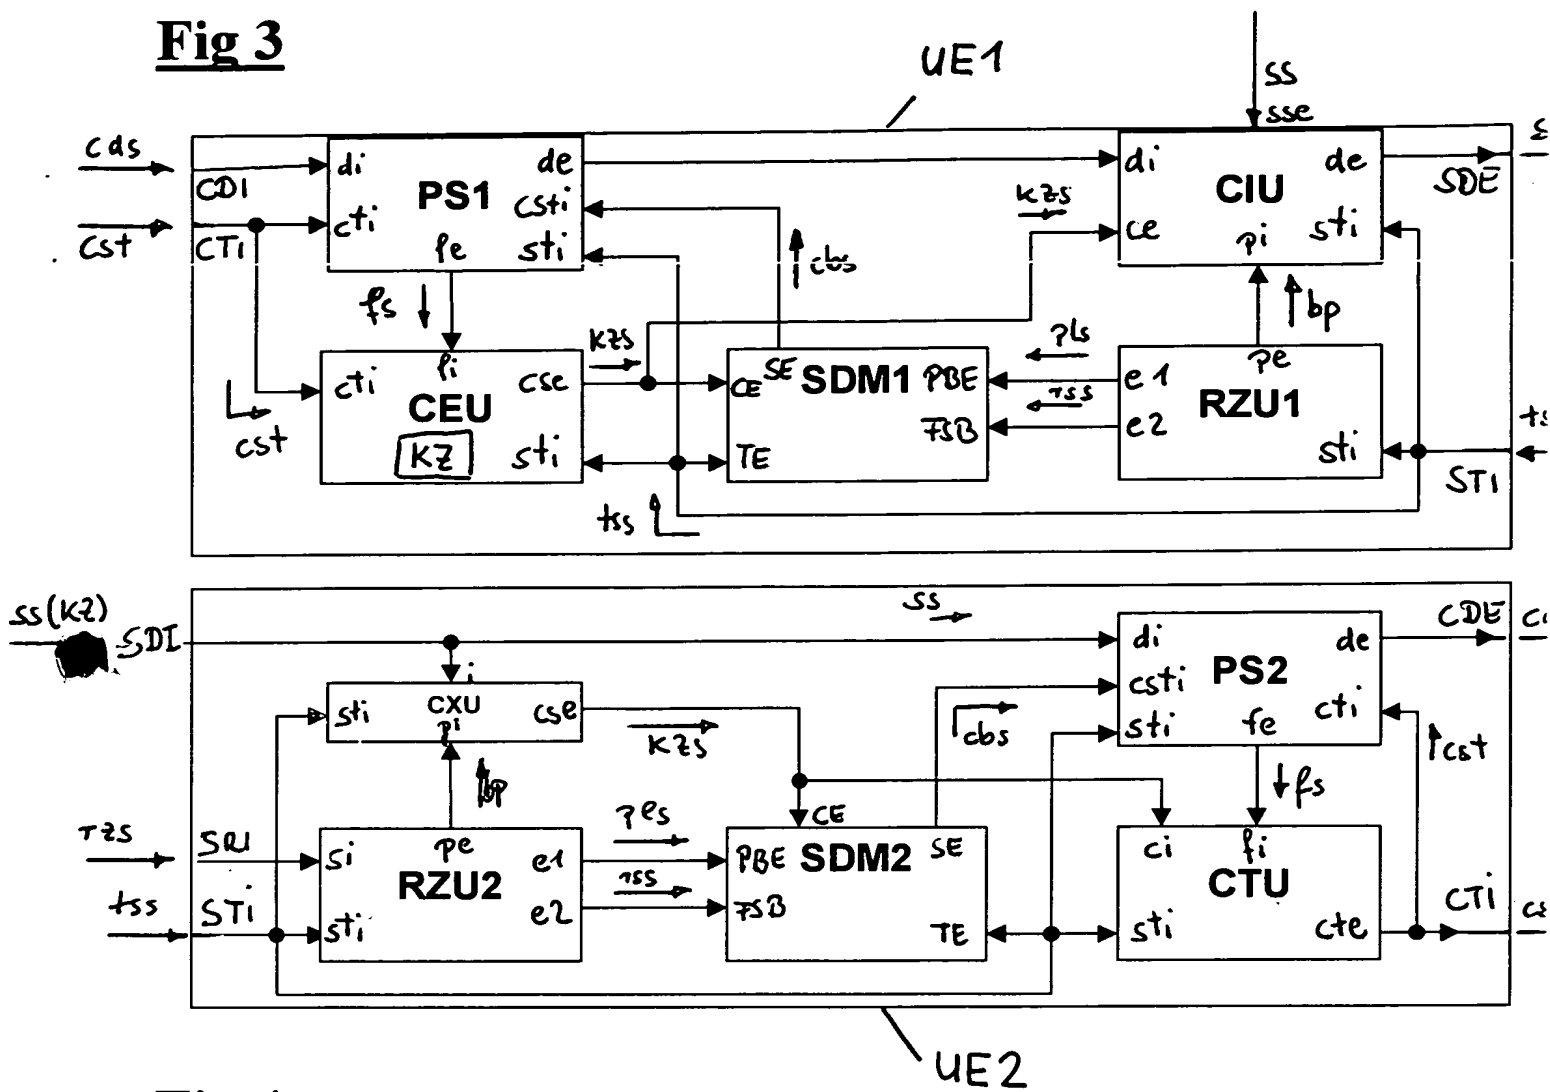 Fig 3
UE1
ss
sse
cds
CDI
di
PS1
de
di
CIU
de
SDE
csti
kzs
cst
CTi
cti
fe
sti
ce
pi
sti
cbs
fs
bp
kzs
pls
cti
fi
cse
CE
SE
SDM1
PBE
e1
pe
RZU1
CEU
rss
FSB
e2
cst
KZ
sti
TE
sti
STi
tss
ss(KZ)
SDI
ss
CDE
di
de
i
PS2
csti
sti
CXU
pi
cse
kzs
cbs
sti
fe
cti
cst
bp
fs
pes
CE
rzs
SRI
si
pe
e1
PBE
SDM2
SE
ci
fi
RZU2
rss
CTU
tss
STi
sti
e2
FSB
TE
sti
cte
CTi
UE2